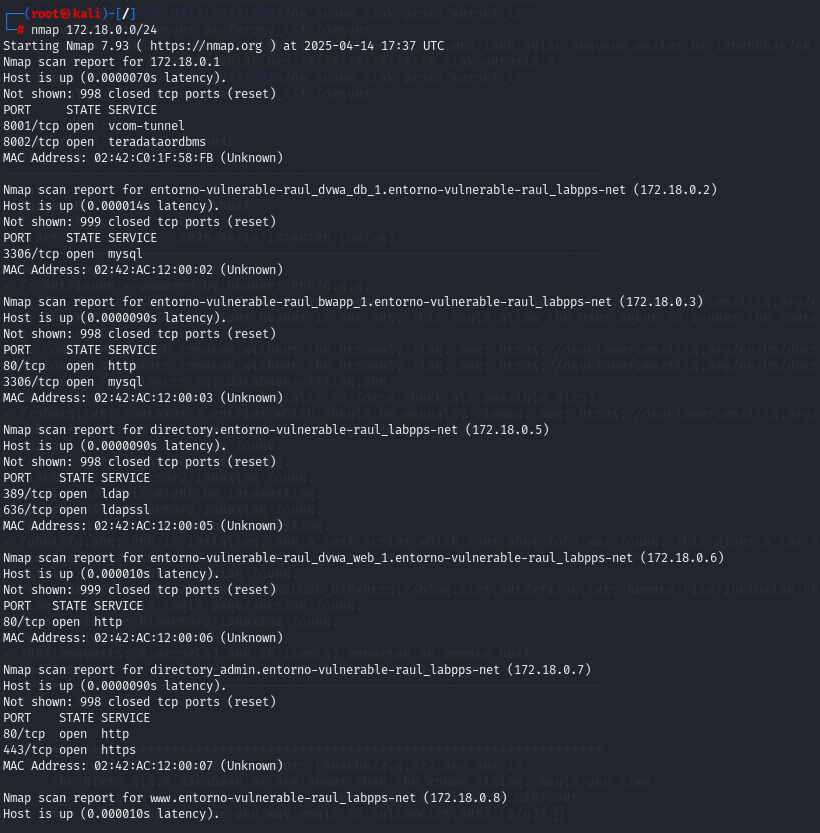 ┌──(root㉿kali)-[/]
└─# nmap 172.18.0.0/24
Starting Nmap 7.93 ( https://nmap.org ) at 2025-04-14 17:37 UTC
Nmap scan report for 172.18.0.1
Host is up (0.0000070s latency).
Not shown: 998 closed tcp ports (reset)
PORT     STATE SERVICE
8001/tcp open  vcom-tunnel
8002/tcp open  teradataordbms
MAC Address: 02:42:C0:1F:58:FB (Unknown)
Nmap scan report for entorno-vulnerable-raul_dvwa_db_1.entorno-vulnerable-raul_labpps-net (172.18.0.2)
Host is up (0.000014s latency).
Not shown: 999 closed tcp ports (reset)
PORT     STATE SERVICE
3306/tcp open  mysql
MAC Address: 02:42:AC:12:00:02 (Unknown)
Nmap scan report for entorno-vulnerable-raul_bwapp_1.entorno-vulnerable-raul_labpps-net (172.18.0.3)
Host is up (0.0000090s latency).
Not shown: 998 closed tcp ports (reset)
PORT     STATE SERVICE
80/tcp   open  http
3306/tcp open  mysql
MAC Address: 02:42:AC:12:00:03 (Unknown)
Nmap scan report for directory.entorno-vulnerable-raul_labpps-net (172.18.0.5)
Host is up (0.0000090s latency).
Not shown: 998 closed tcp ports (reset)
PORT    STATE SERVICE
389/tcp open  ldap
636/tcp open  ldapssl
MAC Address: 02:42:AC:12:00:05 (Unknown)
Nmap scan report for entorno-vulnerable-raul_dvwa_web_1.entorno-vulnerable-raul_labpps-net (172.18.0.6)
Host is up (0.000010s latency).
Not shown: 999 closed tcp ports (reset)
PORT   STATE SERVICE
80/tcp open  http
MAC Address: 02:42:AC:12:00:06 (Unknown)
Nmap scan report for directory_admin.entorno-vulnerable-raul_labpps-net (172.18.0.7)
Host is up (0.0000090s latency).
Not shown: 998 closed tcp ports (reset)
PORT    STATE SERVICE
80/tcp  open  http
443/tcp open  https
MAC Address: 02:42:AC:12:00:07 (Unknown)
Nmap scan report for www.entorno-vulnerable-raul_labpps-net (172.18.0.8)
Host is up (0.000010s latency).